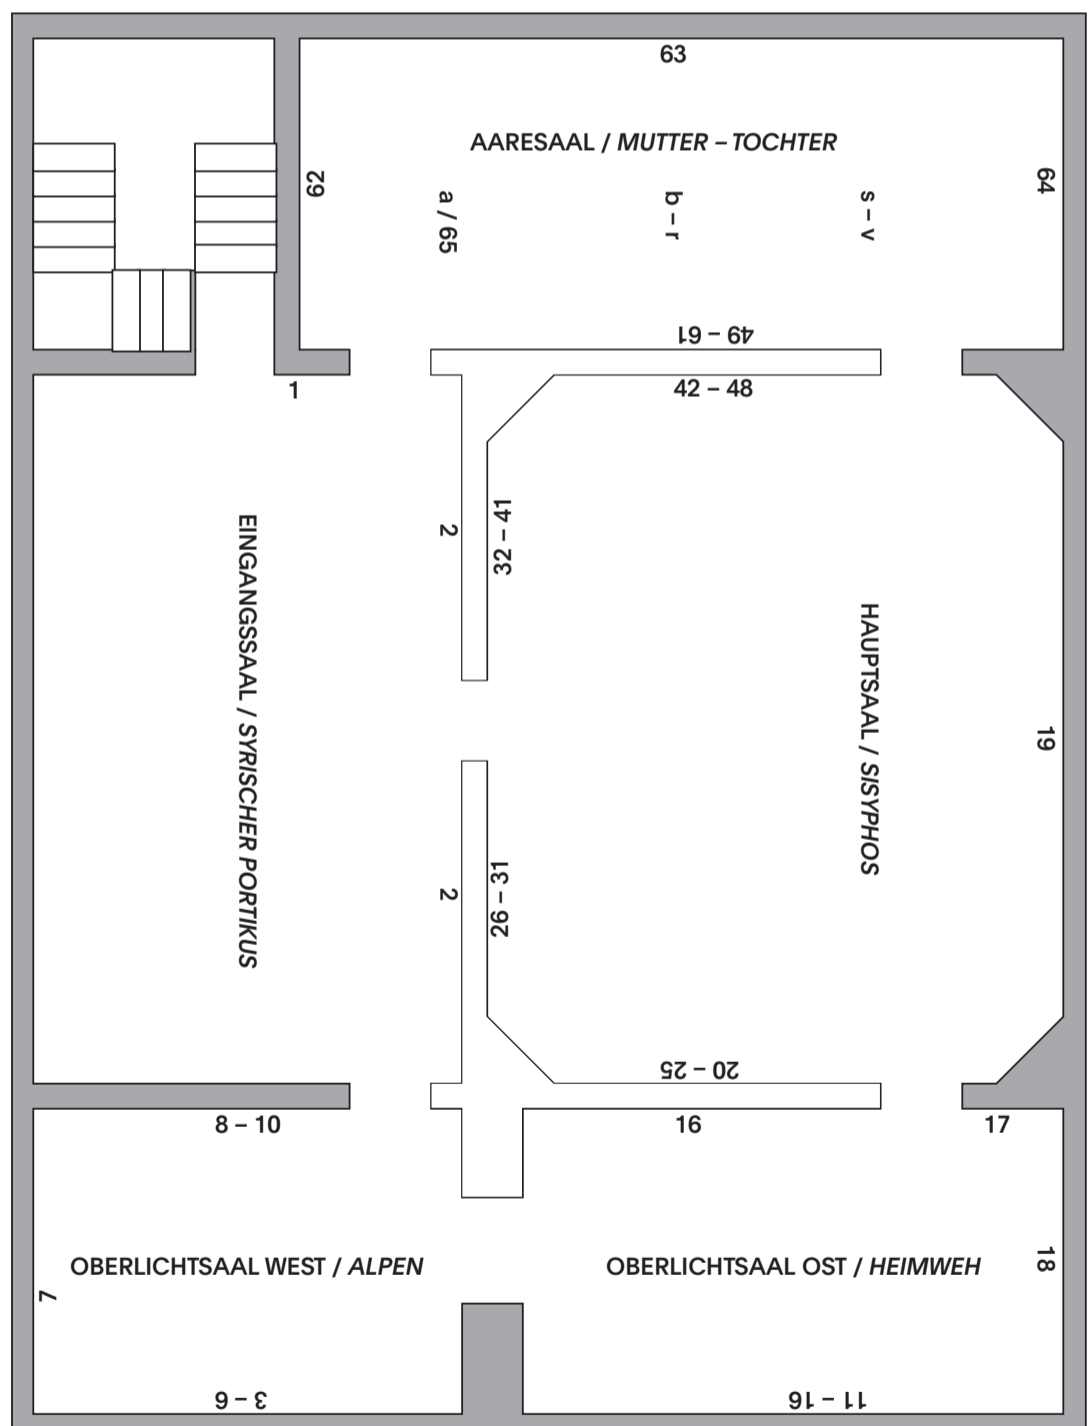 63
AARESAAL / MUTTER – TOCHTER
62
64
a / 65
b – r
s – v
49 – 61
1
42 – 48
2
32 – 41
EINGANGSSAAL / SYRISCHER PORTIKUS
HAUPTSAAL / SISYPHOS
19
2
26 – 31
20 – 25
8 – 10
16
17
OBERLICHTSAAL WEST / ALPEN
OBERLICHTSAAL OST / HEIMWEH
18
7
3 – 6
11 – 16